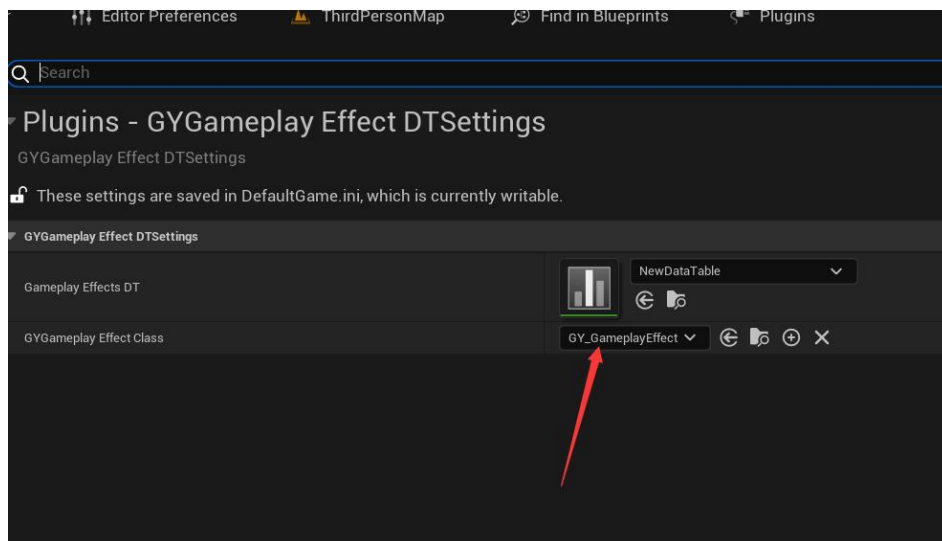 Editor Preferences ThirdPersonMap Find in Blueprints Plugins
Search
Plugins - GYGameplay Effect DTSettings
GYGameplay Effect DTSettings
These settings are saved in DefaultGame.ini, which is currently writable.
GYGameplay Effect DTSettings
Gameplay Effects DT NewDataTable
GYGameplay Effect Class GY_GameplayEffect